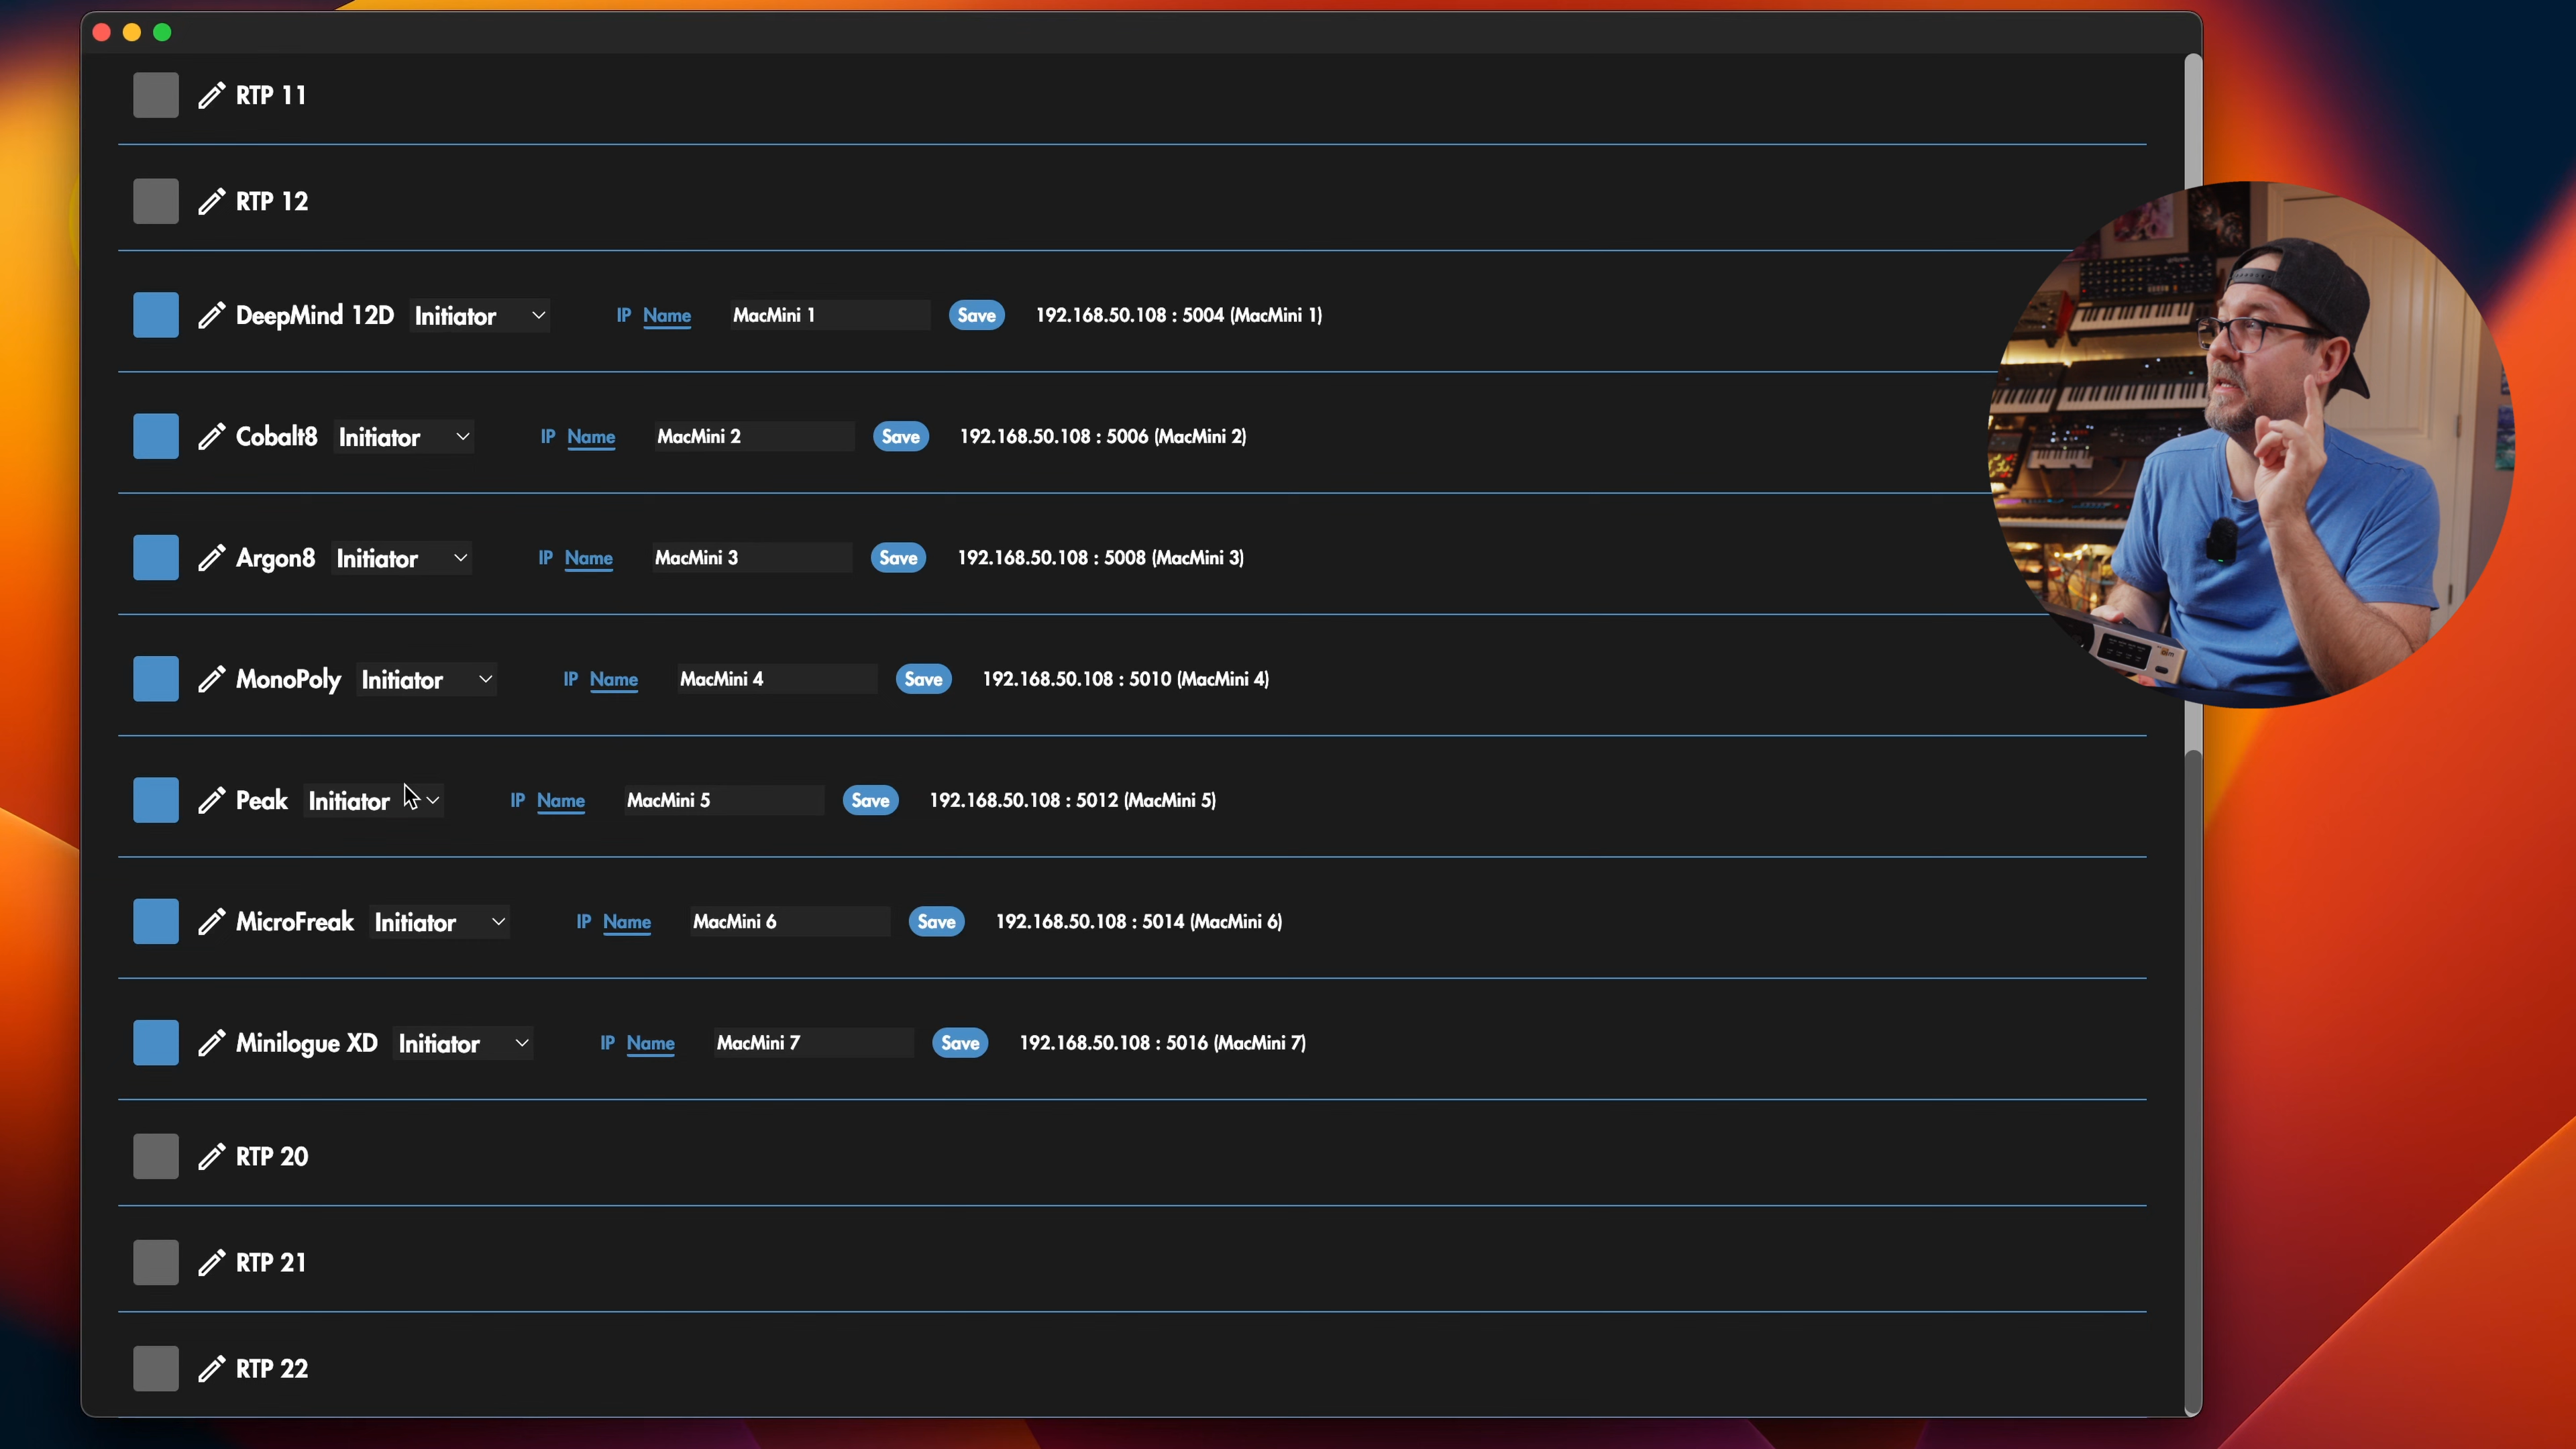 RTP 11
RTP 12
DeepMind 12D Initiator IP Name MacMini 1 Save 192.168.50.108 : 5004 (MacMini 1)
Cobalt8 Initiator IP Name MacMini 2 Save 192.168.50.108 : 5006 (MacMini 2)
Argon8 Initiator IP Name MacMini 3 Save 192.168.50.108 : 5008 (MacMini 3)
MonoPoly Initiator IP Name MacMini 4 Save 192.168.50.108 : 5010 (MacMini 4)
Peak Initiator IP Name MacMini 5 Save 192.168.50.108 : 5012 (MacMini 5)
MicroFreak Initiator IP Name MacMini 6 Save 192.168.50.108 : 5014 (MacMini 6)
Minilogue XD Initiator IP Name MacMini 7 Save 192.168.50.108 : 5016 (MacMini 7)
RTP 20
RTP 21
RTP 22